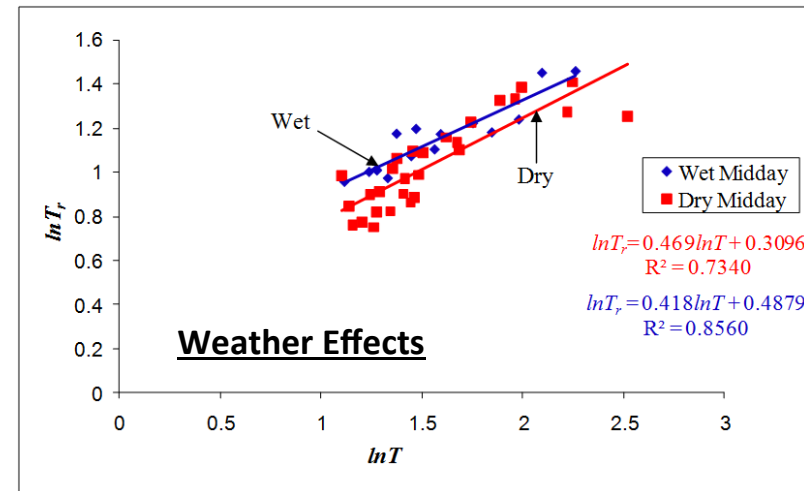 1.6
1.4
1.2
1
0.8
0.6
0.4
0.2
0
0
0.5
1
1.5
2
2.5
3
lnTr
lnT
Wet
Dry
Wet Midday
Dry Midday
lnTr=0.469lnT+0.3096
R² = 0.7340
lnTr=0.418lnT+0.4879
R² = 0.8560
Weather Effects